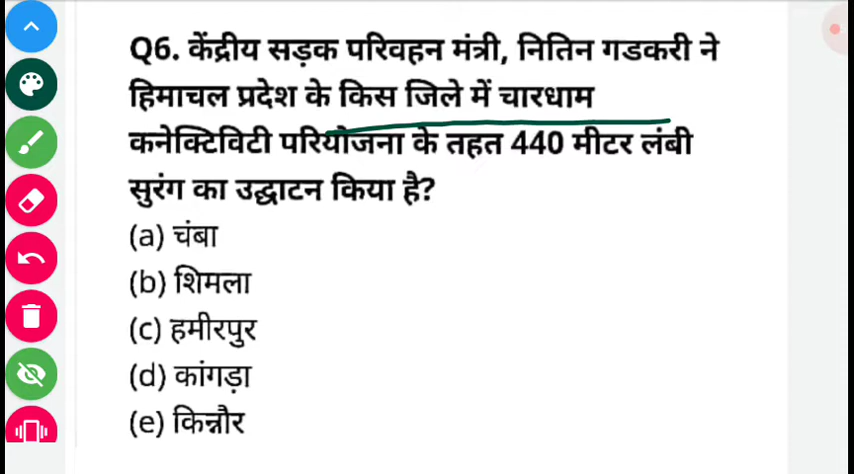 Q6. केंद्रीय सड़क परिवहन मंत्री, नितिन गडकरी ने
हिमाचल प्रदेश के किस जिले में चारधाम
कनेक्टिविटी परियोजना के तहत 440 मीटर लंबी
सुरंग का उद्घाटन किया है?
(a) चंबा
(b) शिमला
(c) हमीरपुर
(d) कांगड़ा
(e) किन्नौर